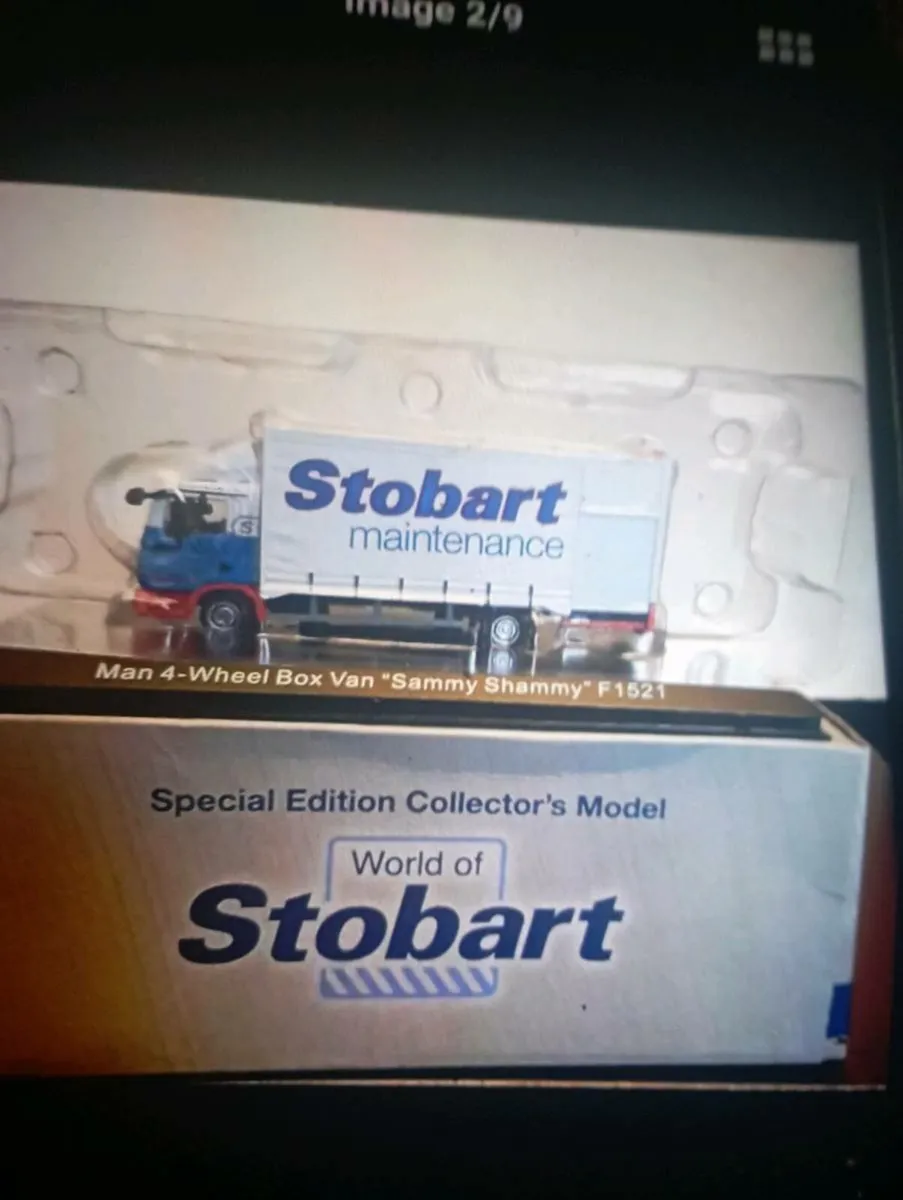 Image 2/9
Stobart
maintenance
S
Man 4-Wheel Box Van "Sammy Shammy" F1521
Special Edition Collector's Model
World of
Stobart